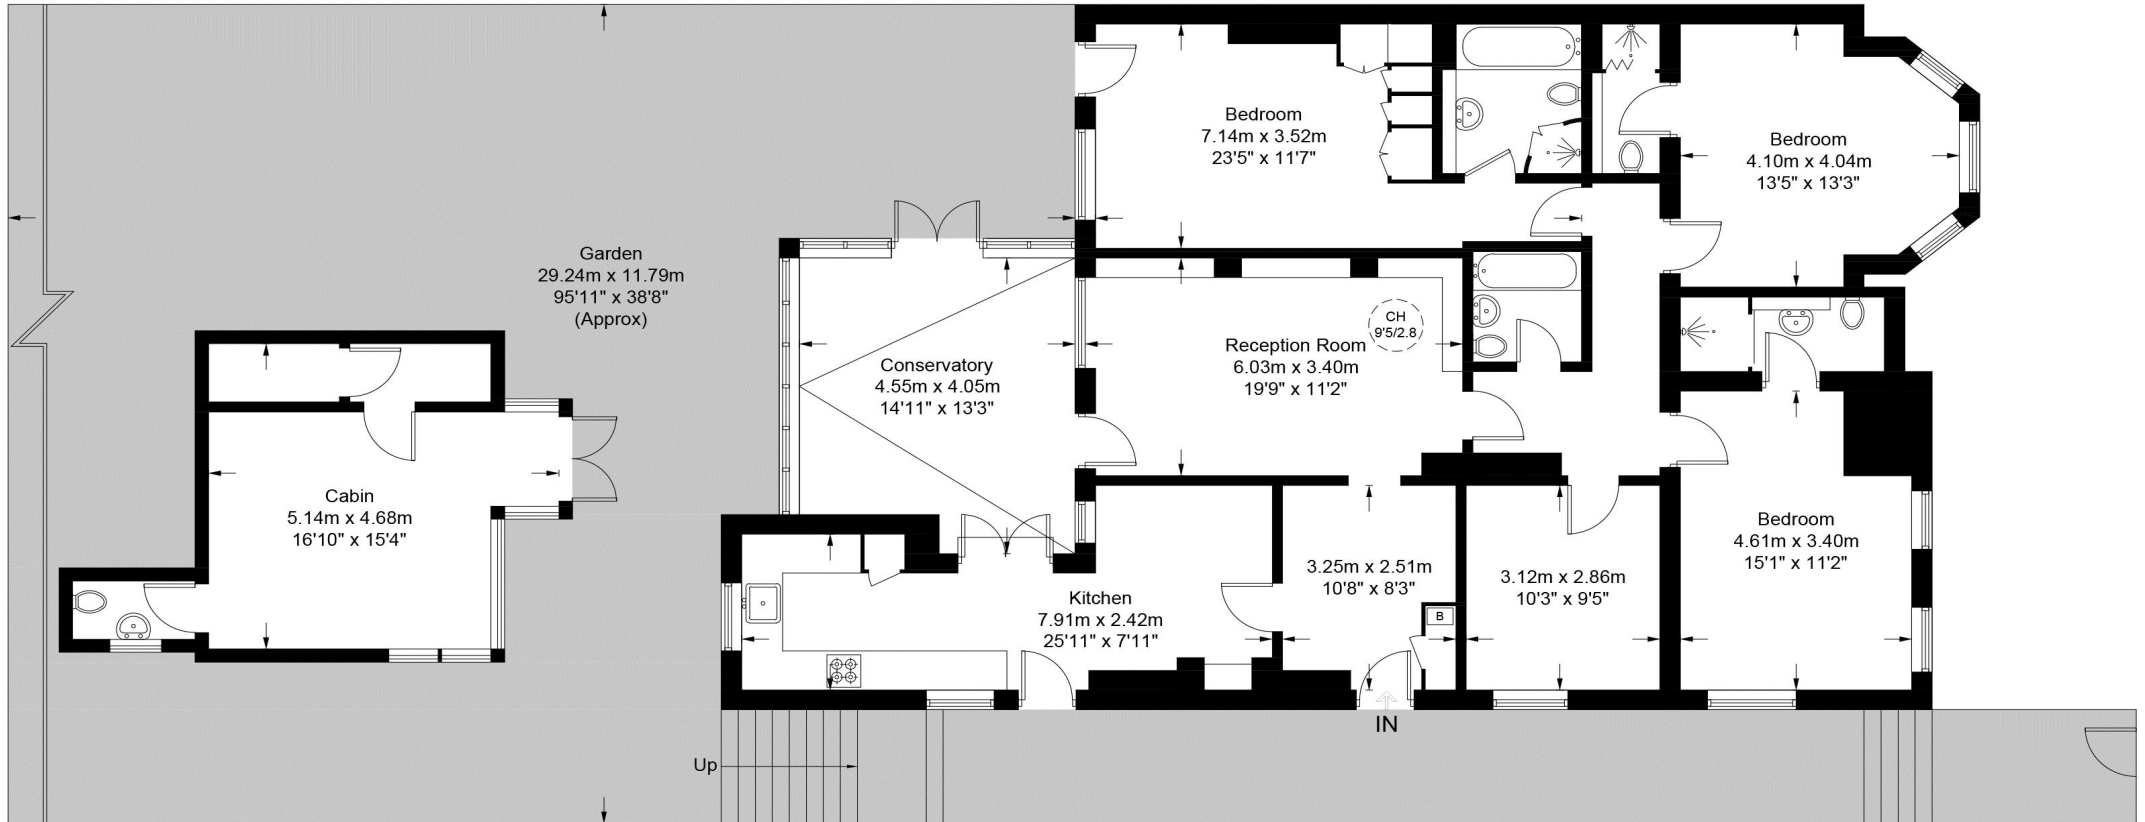 Bedroom
7.14m x 3.52m
23'5" x 11'7"
Bedroom
4.10m x 4.04m
13'5" x 13'3"
Garden
29.24m x 11.79m
95'11" x 38'8"
(Approx)
CH
9'5/2.8
Reception Room
6.03m x 3.40m
19'9" x 11'2"
Conservatory
4.55m x 4.05m
14'11" x 13'3"
Cabin
5.14m x 4.68m
16'10" x 15'4"
Bedroom
4.61m x 3.40m
15'1" x 11'2"
3.25m x 2.51m
10'8" x 8'3"
3.12m x 2.86m
10'3" x 9'5"
Kitchen
7.91m x 2.42m
25'11" x 7'11"
B
IN
Up